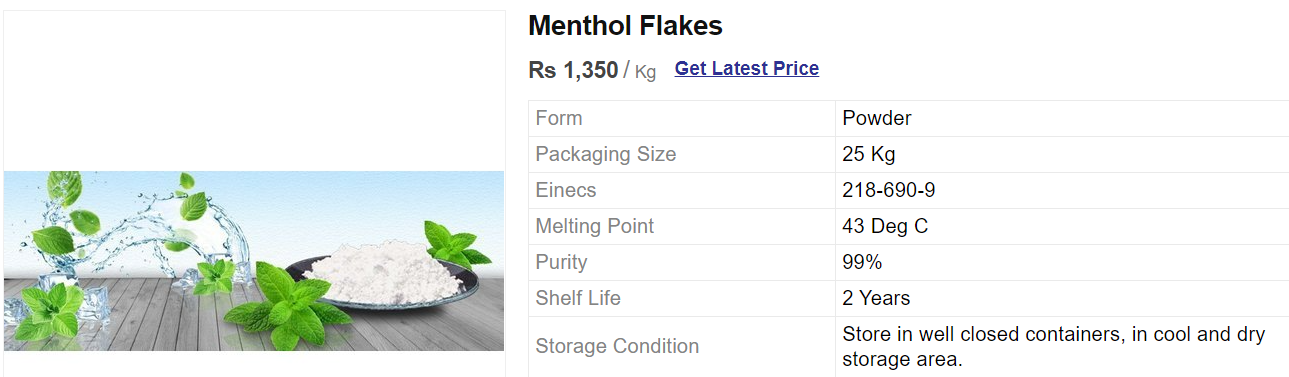 Menthol Flakes
Rs 1,350 / Kg Get Latest Price
Form Powder
Packaging Size 25 Kg
Einecs 218-690-9
Melting Point 43 Deg C
Purity 99%
Shelf Life 2 Years
Storage Condition Store in well closed containers, in cool and dry
storage area.